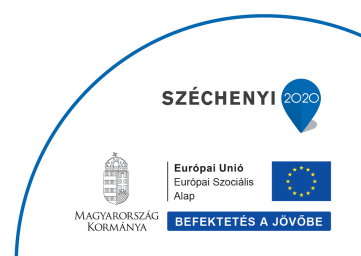 SZÉCHENYI 2020
Európai Unió
Európai Szociális
Alap
MAGYARORSZÁG
KORMÁNYA
BEFEKTETÉS A JÖVŐBE